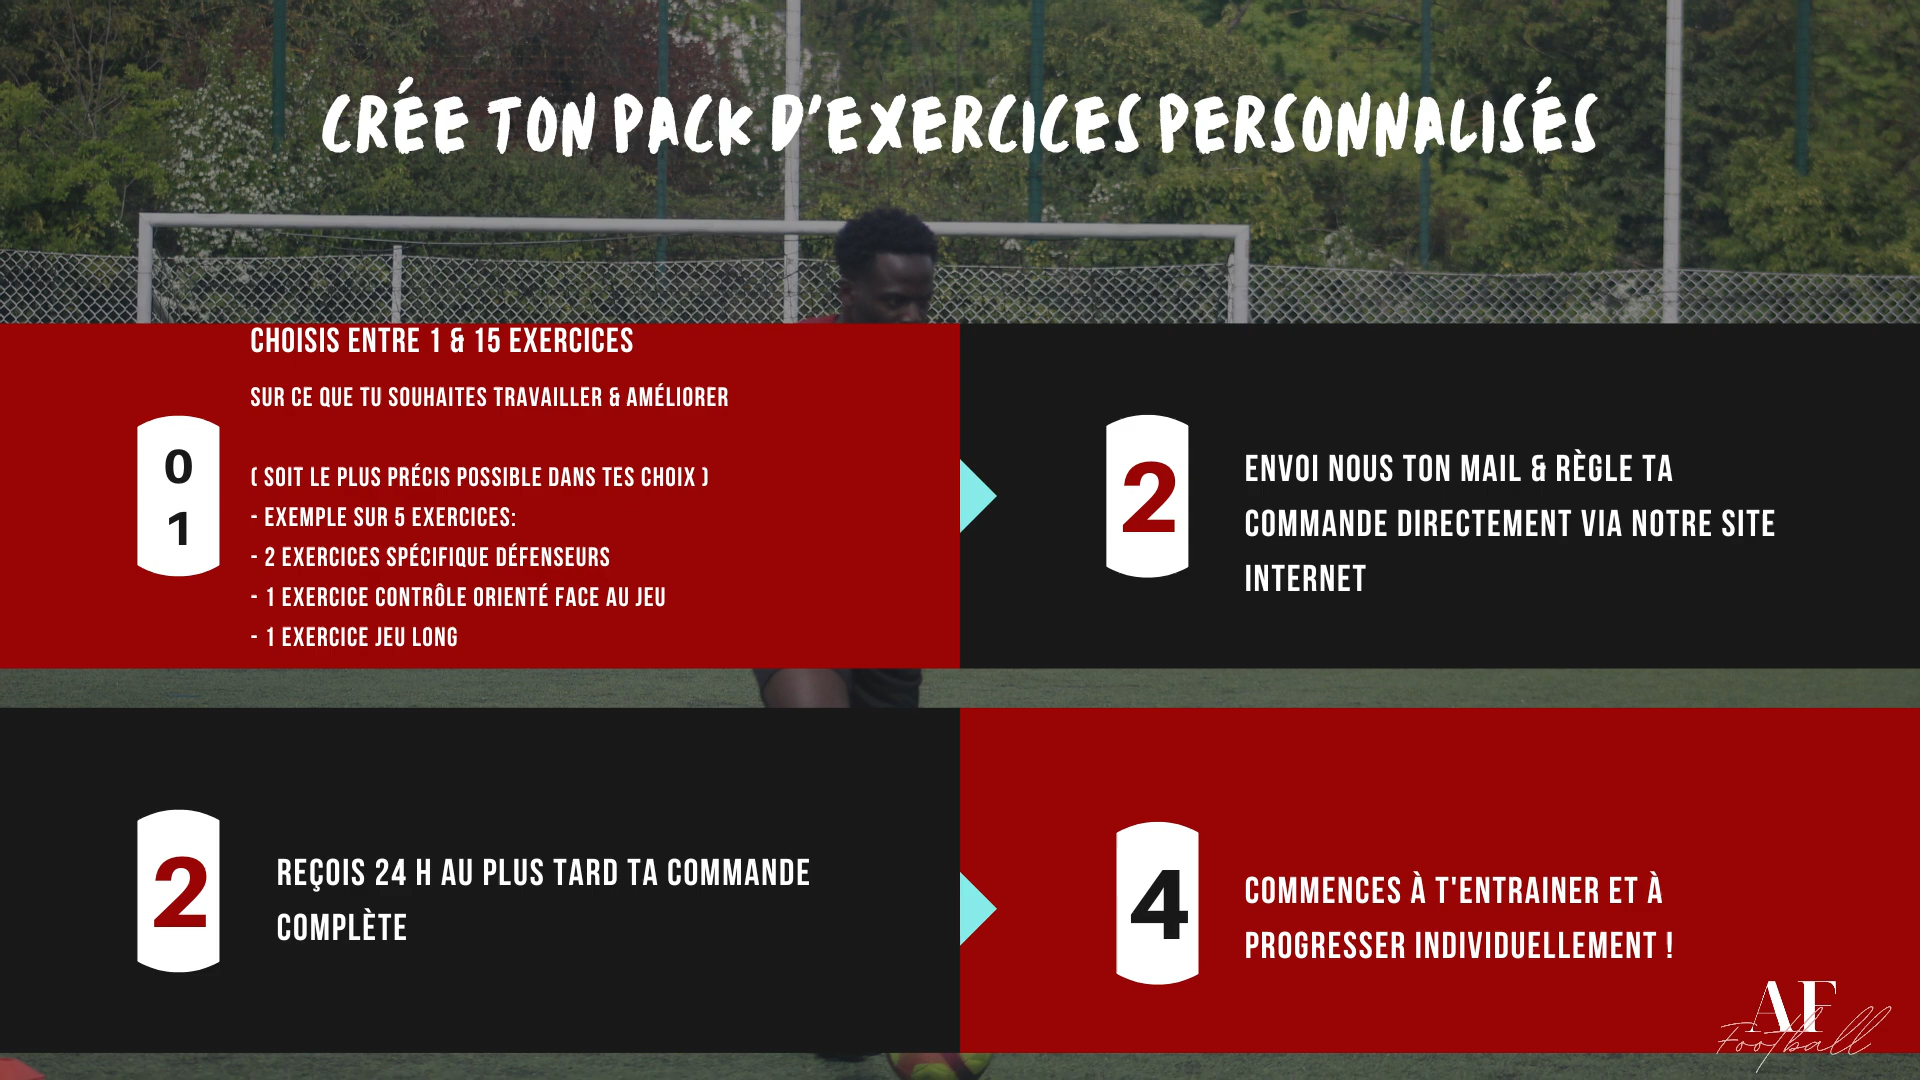 CRÉE TON PACK D'EXERCICES PERSONNALISÉS
0
1
CHOISIS ENTRE 1 & 15 EXERCICES
SUR CE QUE TU SOUHAITES TRAVAILLER & AMÉLIORER
( SOIT LE PLUS PRÉCIS POSSIBLE DANS TES CHOIX )
- EXEMPLE SUR 5 EXERCICES:
- 2 EXERCICES SPÉCIFIQUE DÉFENSEURS
- 1 EXERCICE CONTRÔLE ORIENTÉ FACE AU JEU
- 1 EXERCICE JEU LONG
2
ENVOI NOUS TON MAIL & RÈGLE TA
COMMANDE DIRECTEMENT VIA NOTRE SITE
INTERNET
2
REÇOIS 24 H AU PLUS TARD TA COMMANDE
COMPLÈTE
4
COMMENCES À T'ENTRAINER ET À
PROGRESSER INDIVIDUELLEMENT !
AF
Football